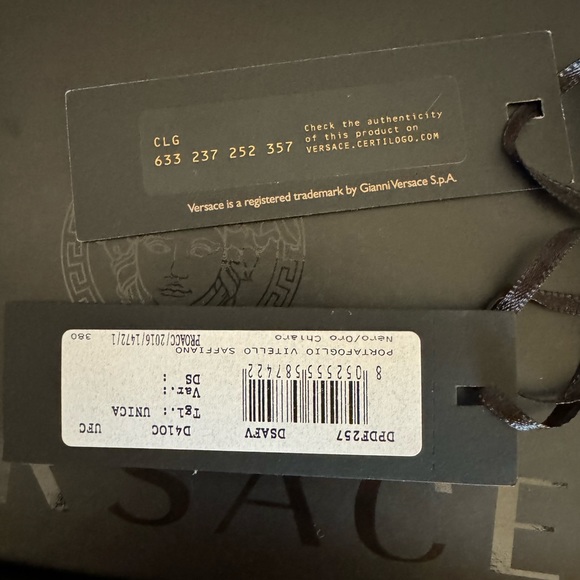 CLG
633 237 252 357
Check the authenticity
of this product on
VERSACE.CERTILOGO.COM
Versace is a registered trademark by Gianni Versace S.p.A.
DPDF257 DSAFV D41OC UFC
Tgl.: UNICA
Var.:
DS :
8 052555 587422
PORTAFOGLIO VITELLO SAFFIANO
Nero/Oro Chiaro
PROACC/2016/1472/1 380